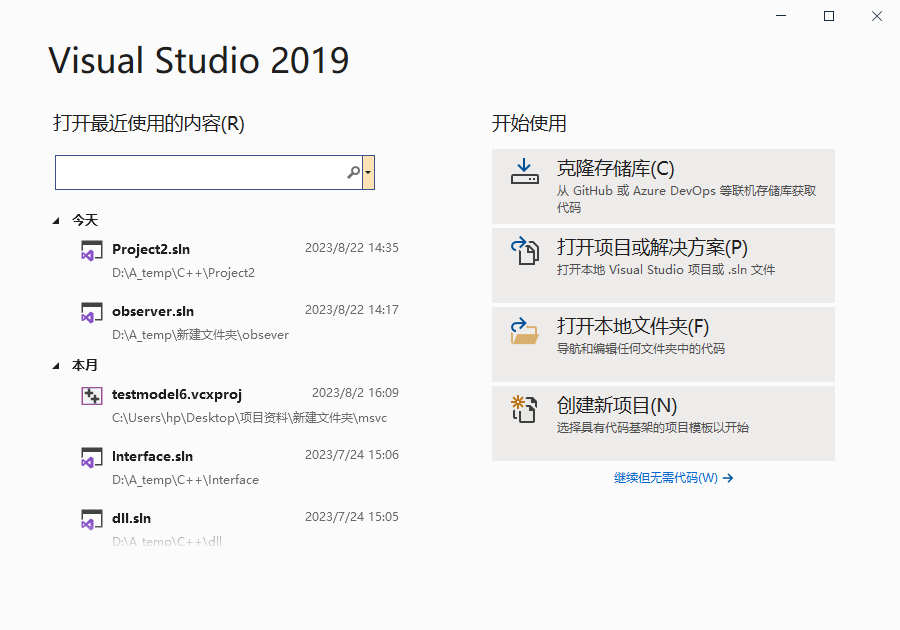 Visual Studio 2019
打开最近使用的内容(R)
今天
Project2.sln
2023/8/22 14:35
D:\A_temp\C++\Project2
observer.sln
2023/8/22 14:17
D:\A_temp\新建文件夹\obsever
本月
testmodel6.vcxproj
2023/8/2 16:09
C:\Users\hp\Desktop\项目资料\新建文件夹\msvc
Interface.sln
2023/7/24 15:06
D:\A_temp\C++\Interface
dll.sln
2023/7/24 15:05
D:\A_temp\C++\dll
开始使用
克隆存储库(C)
从 GitHub 或 Azure DevOps 等联机存储库获取
代码
打开项目或解决方案(P)
打开本地 Visual Studio 项目或 .sln 文件
打开本地文件夹(F)
导航和编辑任何文件夹中的代码
创建新项目(N)
选择具有代码基架的项目模板以开始
继续但无需代码(W) →